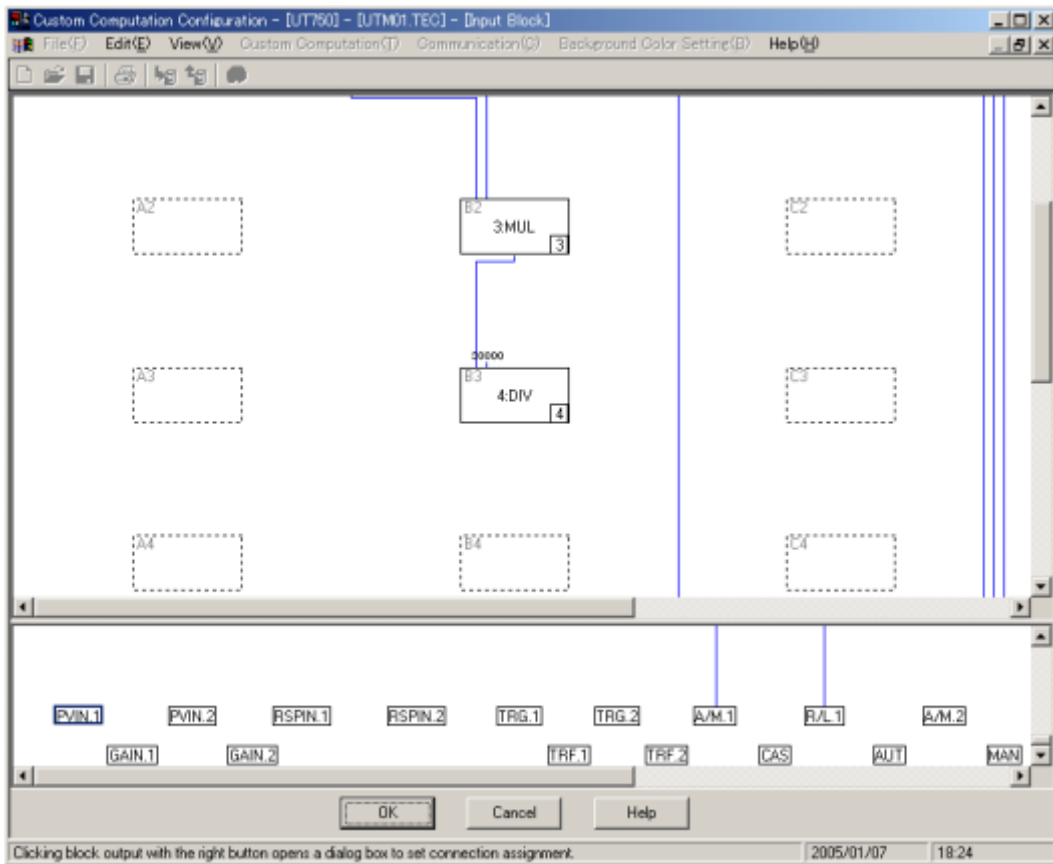 Custom Computation Configuration - [UT750] - [UTM01.TEC] - [Input Block]
File(F) Edit(E) View(V) Custom Computation(T) Communication(C) Background Color Setting(B) Help(H)
A2 B2 C2
3:MUL
3
30000
A3 B3 C3
4:DIV
4
A4 B4 C4
PVIN.1 PVIN.2 RSPIN.1 RSPIN.2 TRG.1 TRG.2 A/M.1 R/L.1 A/M.2
GAIN.1 GAIN.2 TRF.1 TRF.2 CAS AUT MAN
OK Cancel Help
Clicking block output with the right button opens a dialog box to set connection assignment. 2005/01/07 18:24